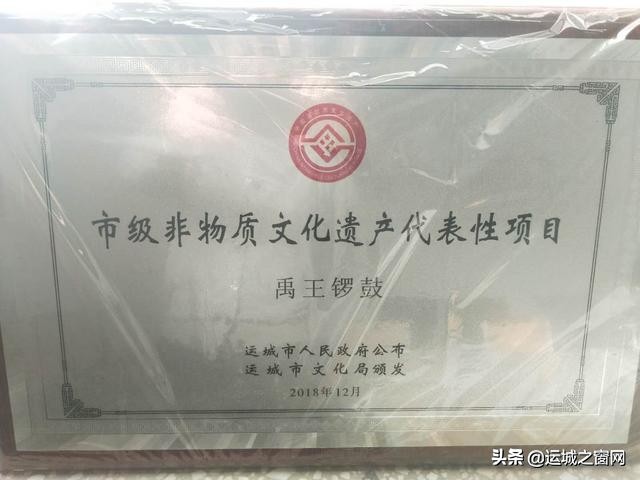 市级非物质文化遗产代表性项目
禹王锣鼓
运城市人民政府公布
运城市文化局颁发
2018年12月
头条 @运城之窗网